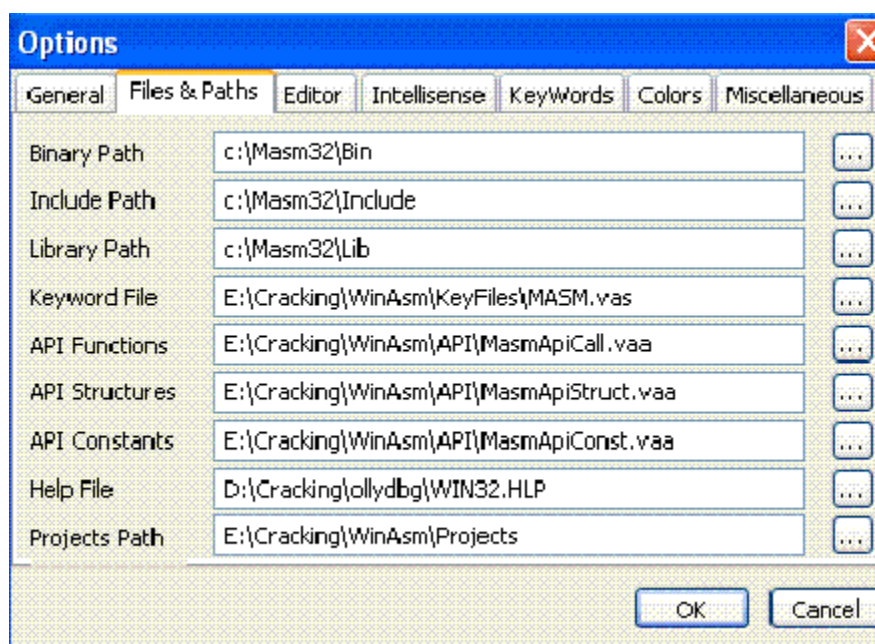 Options
General Files & Paths Editor Intellisense KeyWords Colors Miscellaneous
Binary Path c:\Masm32\Bin ...
Include Path c:\Masm32\Include ...
Library Path c:\Masm32\Lib ...
Keyword File E:\Cracking\WinAsm\KeyFiles\MASM.vas ...
API Functions E:\Cracking\WinAsm\API\MasmApiCall.vaa ...
API Structures E:\Cracking\WinAsm\API\MasmApiStruct.vaa ...
API Constants E:\Cracking\WinAsm\API\MasmApiConst.vaa ...
Help File D:\Cracking\ollydbg\WIN32.HLP ...
Projects Path E:\Cracking\WinAsm\Projects ...
OK Cancel